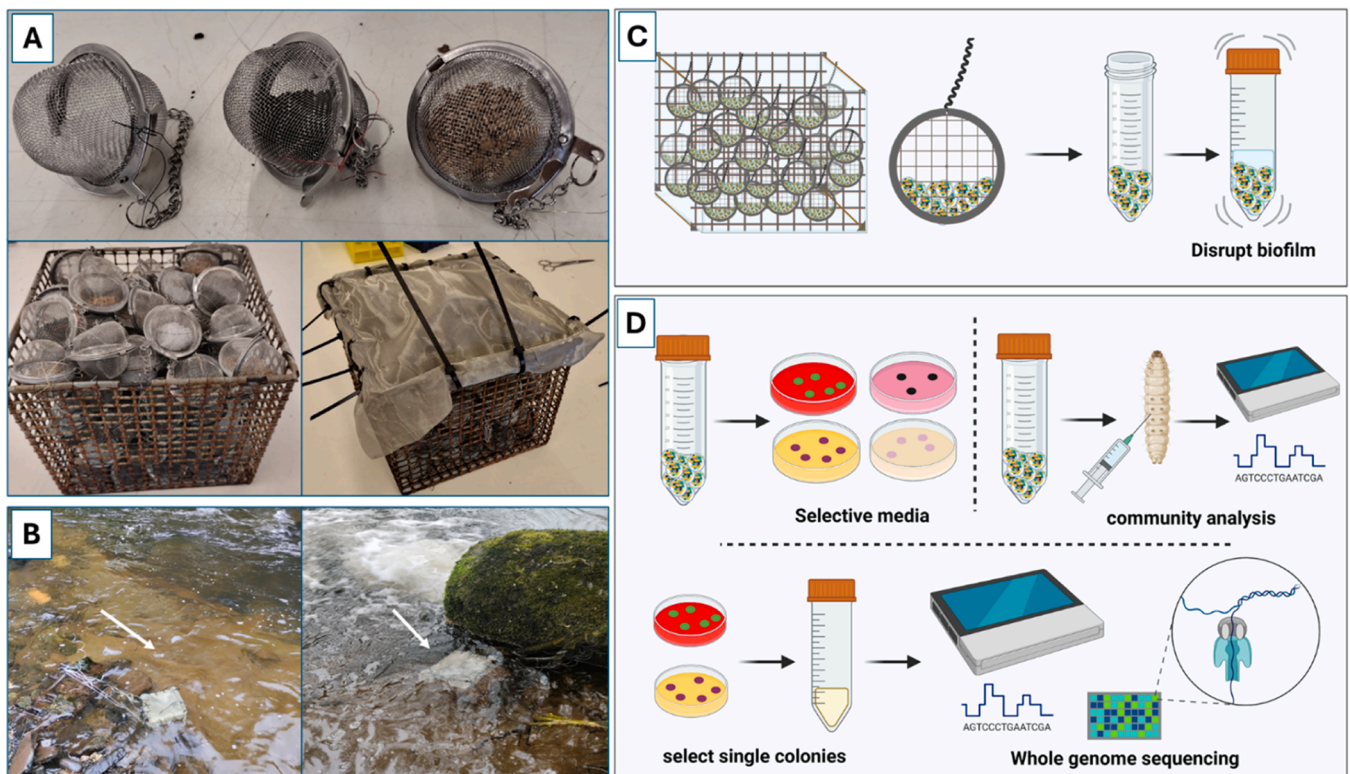 A
B
C
Disrupt biofilm
D
Selective media
AGTCCCTGAATCGA
community analysis
select single colonies
AGTCCCTGAATCGA
Whole genome sequencing